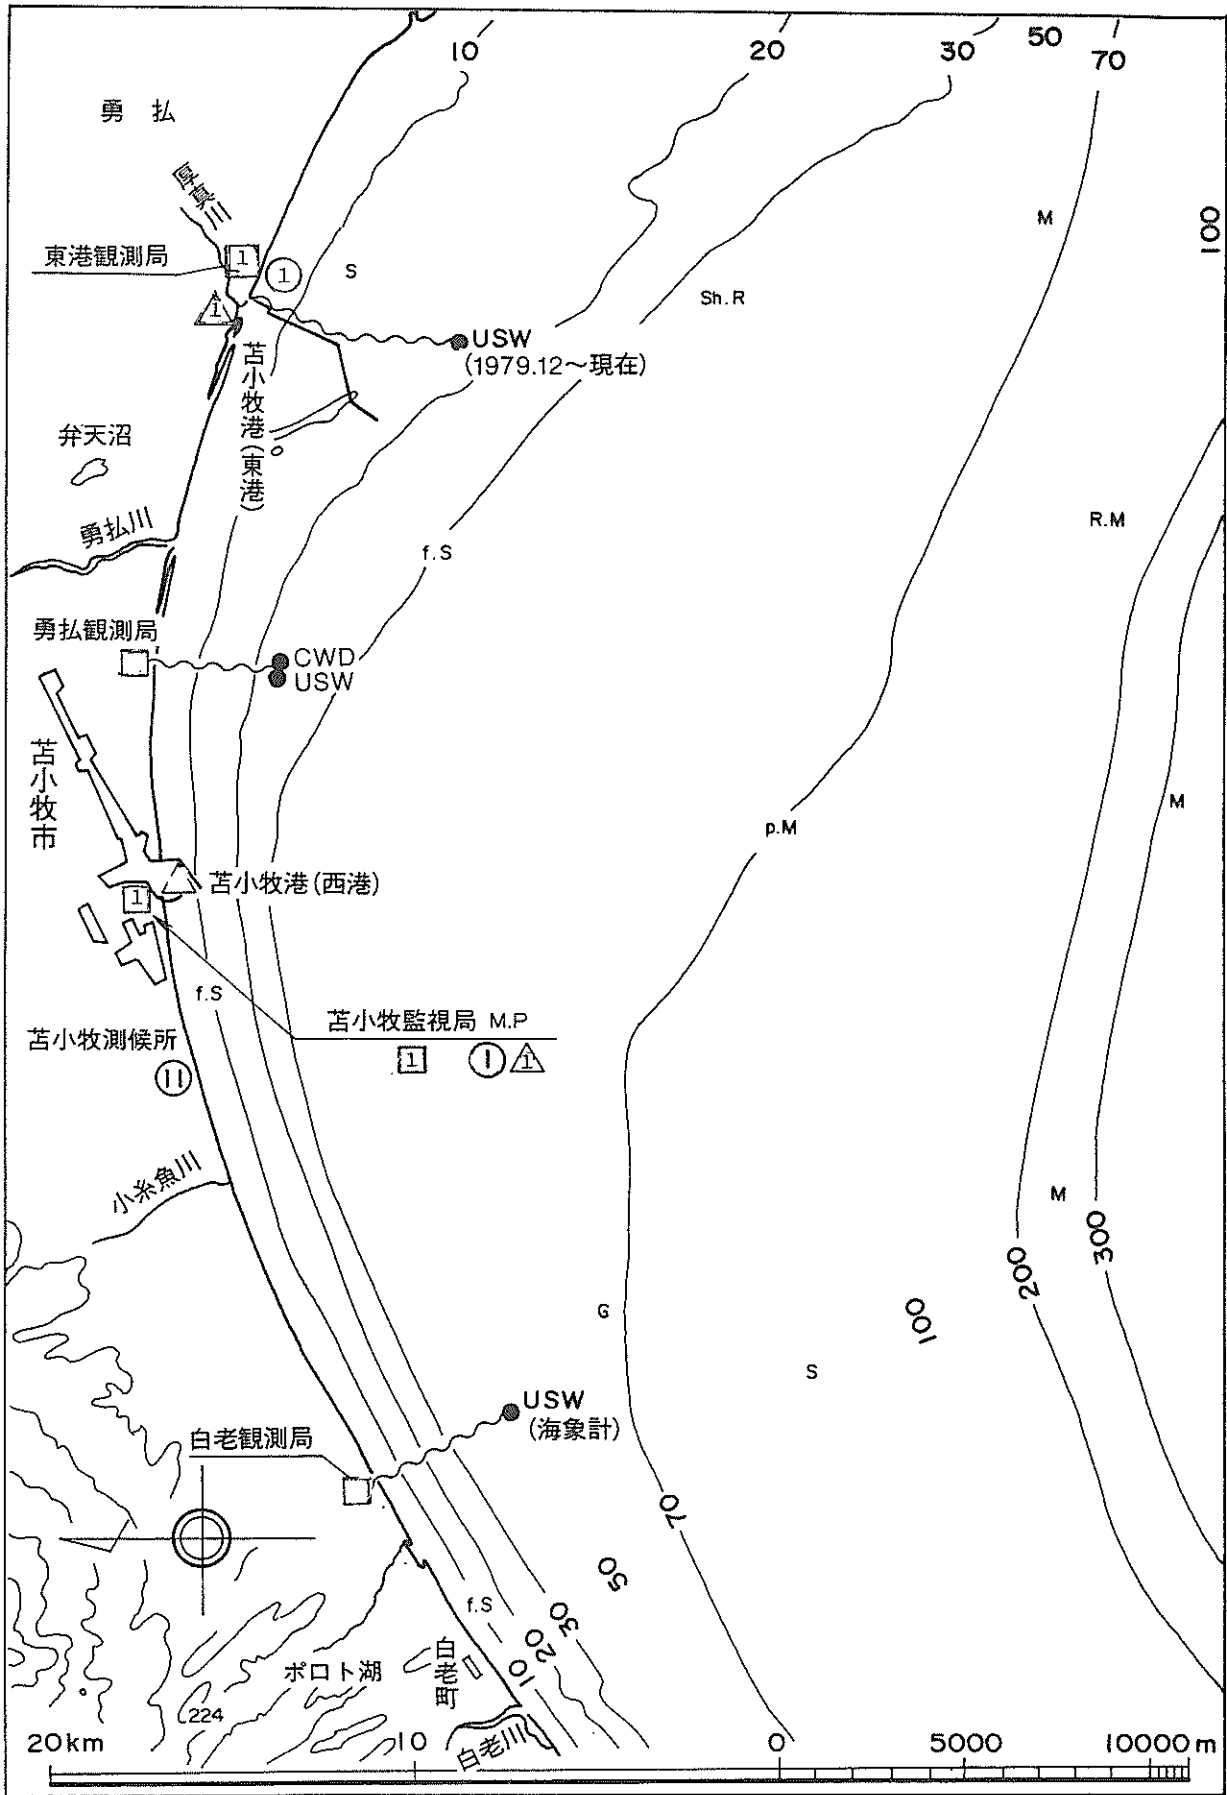 10
20
30
50
70
勇払
厚真川
M
100
東港観測局
1
1
S
1
Sh.R
USW
(1979.12～現在)
苫小牧港(東港)
弁天沼
勇払川
R.M
f.S
勇払観測局
CWD
USW
苫小牧市
M
p.M
苫小牧港(西港)
1
f.S
苫小牧監視局 M.P
1 1 1
苫小牧測候所
11
小糸魚川
M
200
300
G
100
S
USW
(海象計)
白老観測局
70
50
f.S
30
20
10
ポロト湖
白老町
224
白老川
20km
10
0
5000
10000m